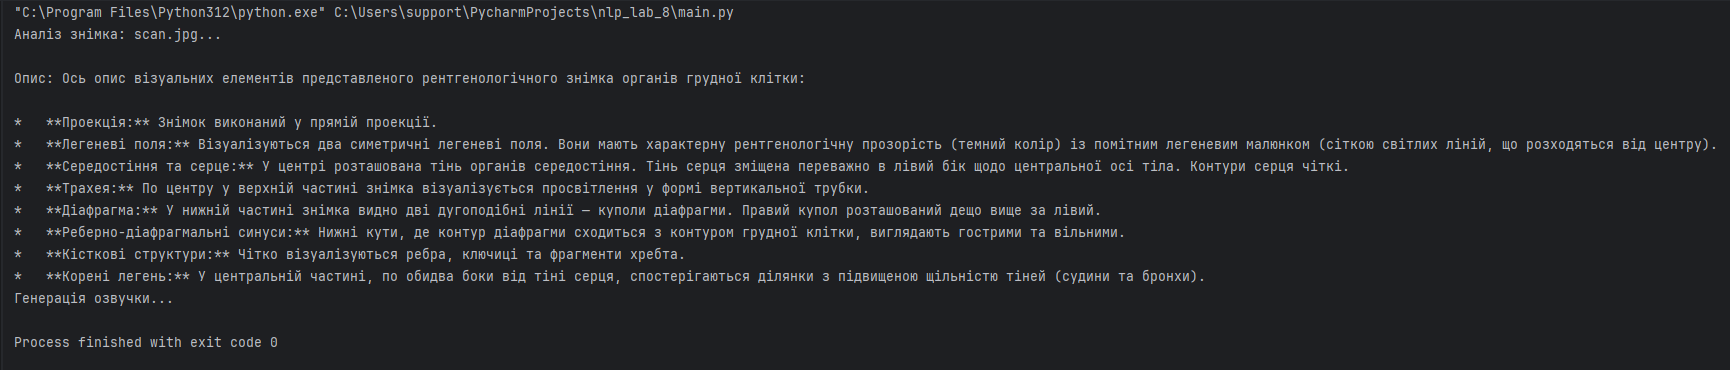 "C:\Program Files\Python312\python.exe" C:\Users\support\PycharmProjects\nlp_lab_8\main.py
Аналіз знімка: scan.jpg...
Опис: Ось опис візуальних елементів представленого рентгенологічного знімка органів грудної клітки:
*   **Проекція:** Знімок виконаний у прямій проекції.
*   **Легеневі поля:** Візуалізуються два симетричні легеневі поля. Вони мають характерну рентгенологічну прозорість (темний колір) із помітним легеневим малюнком (сіткою світлих ліній, що розходяться від центру).
*   **Середостіння та серце:** У центрі розташована тінь органів середостіння. Тінь серця зміщена переважно в лівий бік щодо центральної осі тіла. Контури серця чіткі.
*   **Трахея:** По центру у верхній частині знімка візуалізується просвітлення у формі вертикальної трубки.
*   **Діафрагма:** У нижній частині знімка видно дві дугоподібні лінії — куполи діафрагми. Правий купол розташований дещо вище за лівий.
*   **Реберно-діафрагмальні синуси:** Нижні кути, де контур діафрагми сходиться з контуром грудної клітки, виглядають гострими та вільними.
*   **Кісткові структури:** Чітко візуалізуються ребра, ключиці та фрагменти хребта.
*   **Корені легень:** У центральній частині, по обидва боки від тіні серця, спостерігаються ділянки з підвищеною щільністю тіней (судини та бронхи).
Генерація озвучки...
Process finished with exit code 0